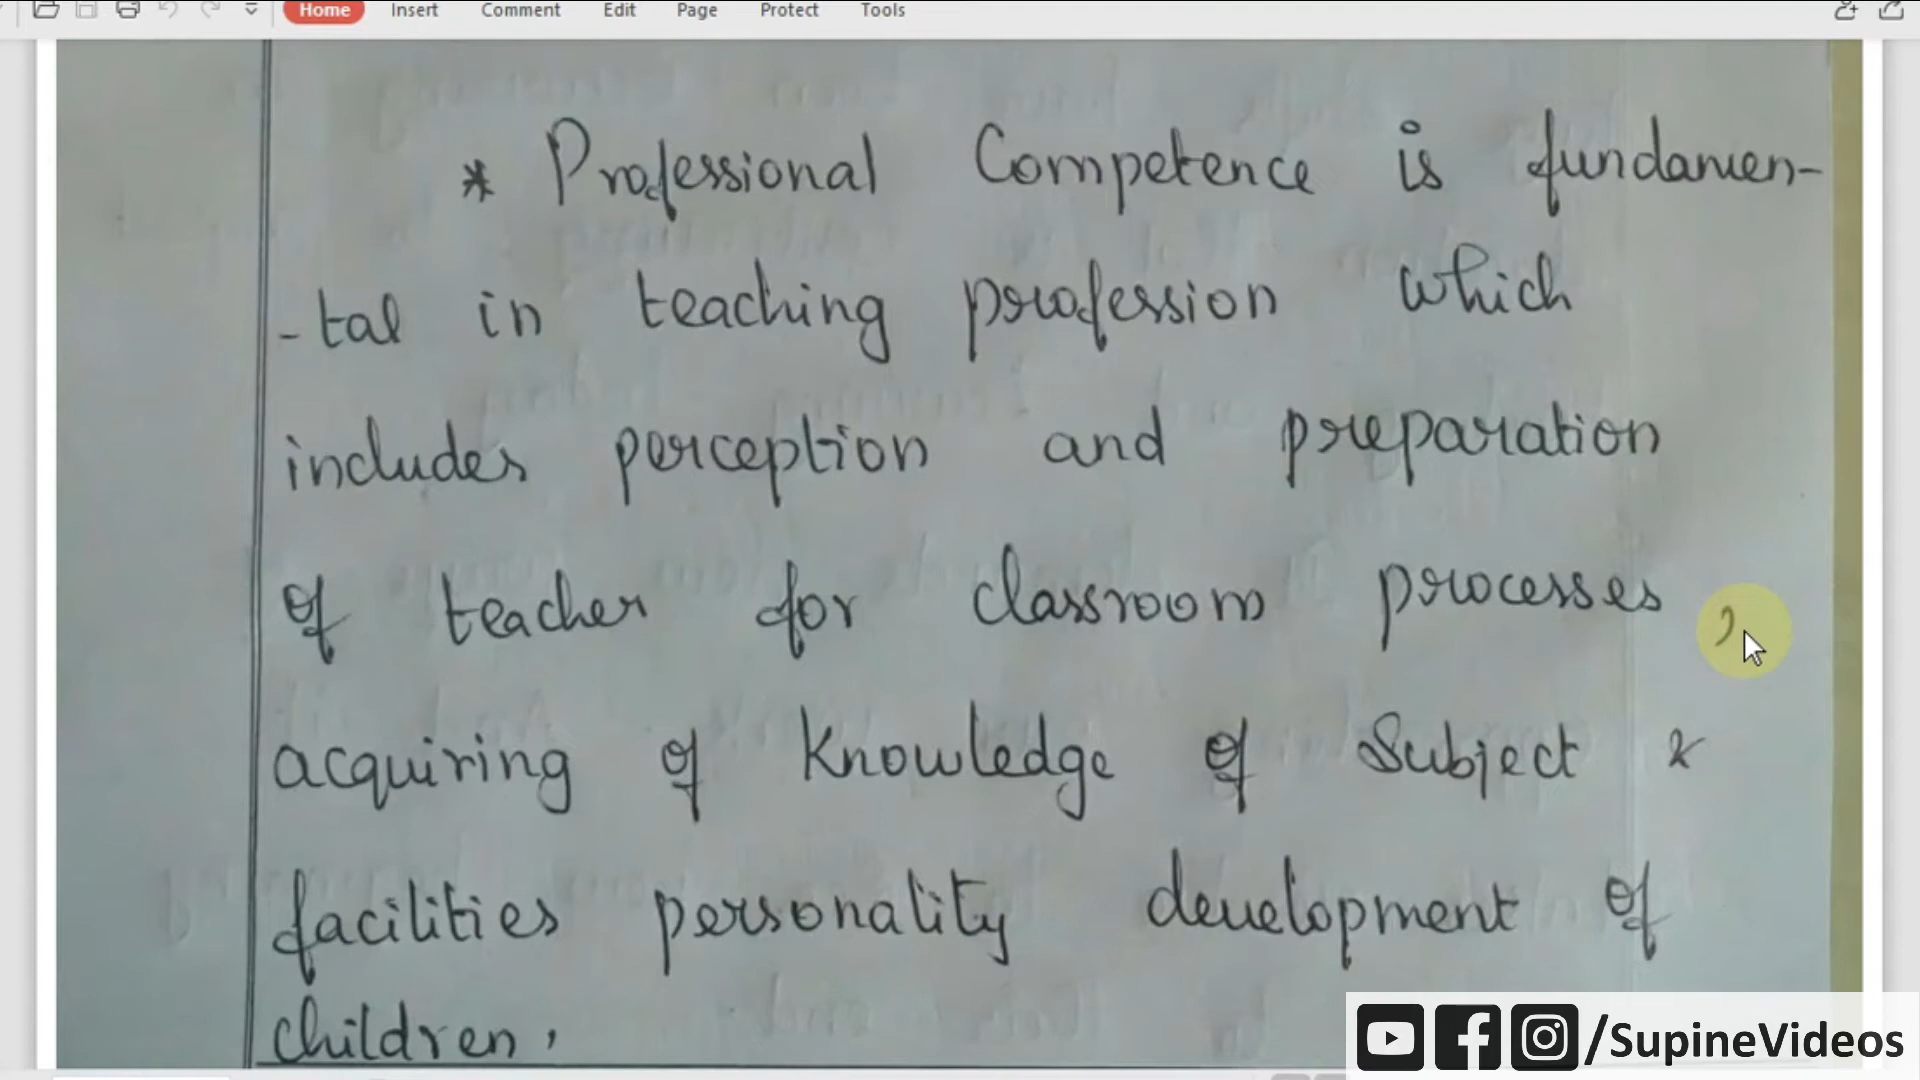 Home Insert Comment Edit Page Protect Tools
* Professional Competence is fundamen-
-tal in teaching profession which
includes perception and preparation
of teacher for classroom processes,
acquiring of Knowledge of Subject &
facilities personality development of
children.
/SupineVideos